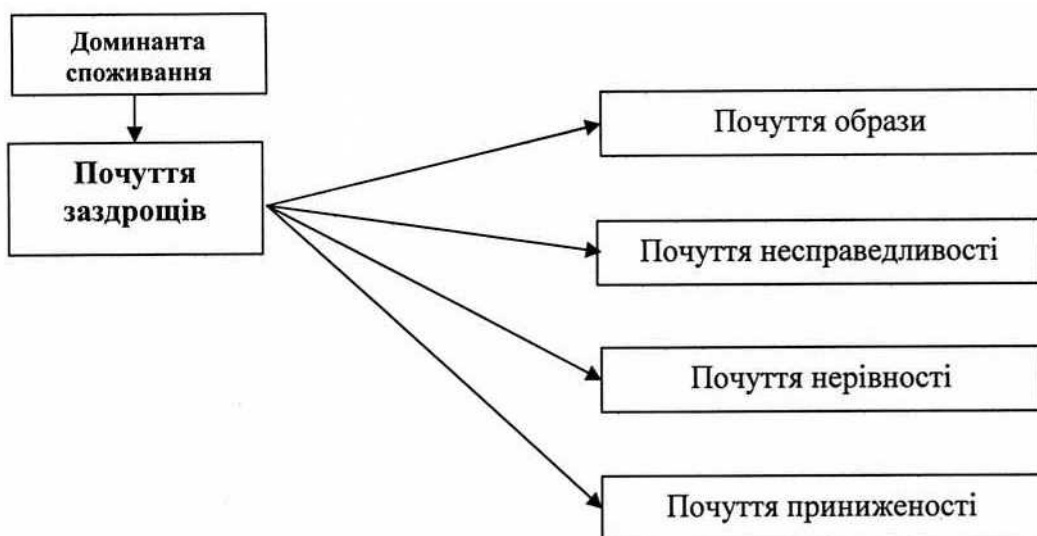 Доминанта
споживання
Почуття
заздрощів
Почуття образи
Почуття несправедливості
Почуття нерівності
Почуття приниженості